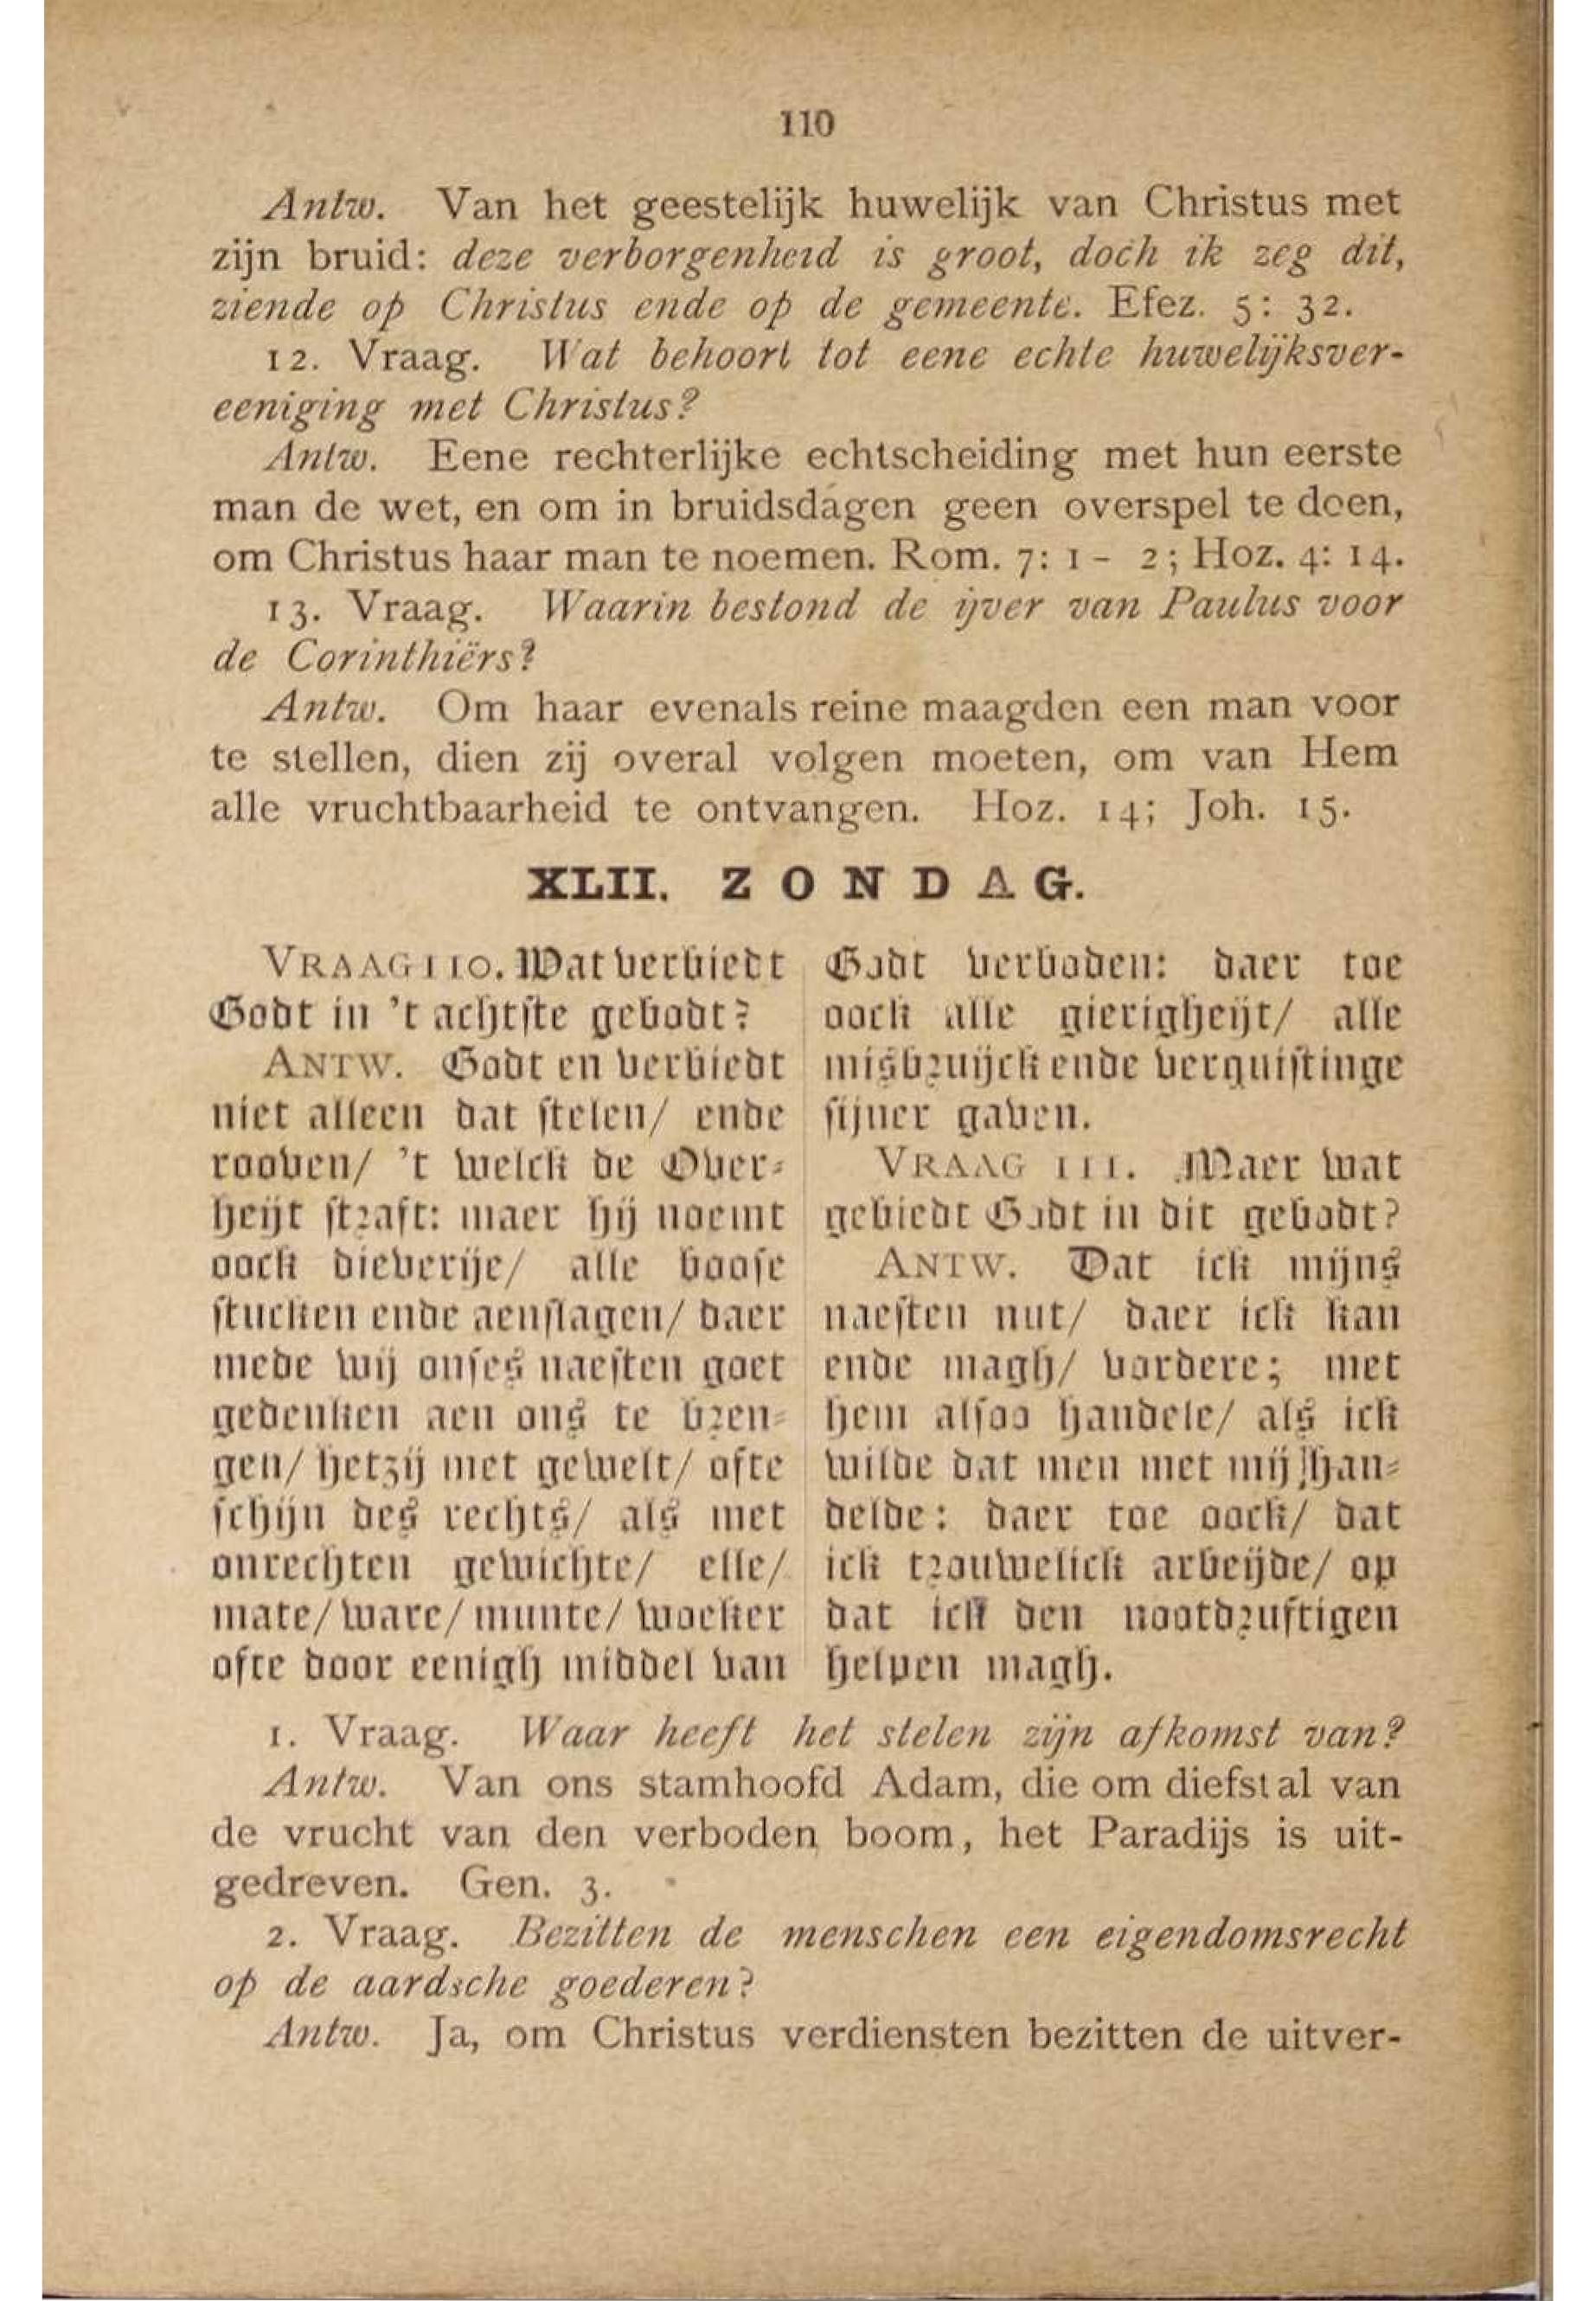 110
Antw. Van het geestelijk huwelijk van Christus met
zijn bruid: deze verborgenheid is groot, doch ik zeg dit,
ziende op Christus ende op de gemeente. Efez. 5: 32.
12. Vraag. Wat behoort tot eene echte huwelijksver-
eeniging met Christus?
Antw. Eene rechterlijke echtscheiding met hun eerste
man de wet, en om in bruidsdagen geen overspel te doen,
om Christus haar man te noemen. Rom. 7: 1 - 2; Hoz. 4: 14.
13. Vraag. Waarin bestond de ijver van Paulus voor
de Corinthiërs?
Antw. Om haar evenals reine maagden een man voor
te stellen, dien zij overal volgen moeten, om van Hem
alle vruchtbaarheid te ontvangen. Hoz. 14; Joh. 15.
XLII. ZONDAG.
VRAAG 110. Wat verbiedt
Godt in 't achtste gebodt?
ANTW. Godt en verbiedt
niet alleen dat stelen/ ende
rooven/ 't welck de Over-
heijt straft: maer hij noemt
oock dieverije/ alle boose
stucken ende aenslagen/ daer
mede wij onses naesten goet
gedenken aen ons te bren-
gen/ hetzij met gewelt/ ofte
schijn des rechts/ als met
onrechten gewichte/ elle/
mate/ ware/ munte/ woeker
ofte door eenigh middel van
Godt verboden: daer toe
oock alle gierigheijt/ alle
misbruijck ende verquistinge
sijner gaven.
VRAAG 111. Maer wat
gebiedt Godt in dit gebodt?
ANTW. Dat ick mijns
naesten nut/ daer ick kan
ende magh/ vordere; met
hem alsoo handele/ als ick
wilde dat men met mij han-
delde: daer toe oock/ dat
ick trouwelick arbeijde/ op
dat ick den nootdruftigen
helpen magh.
1. Vraag. Waar heeft het stelen zijn afkomst van?
Antw. Van ons stamhoofd Adam, die om diefstal van
de vrucht van den verboden boom, het Paradijs is uit-
gedreven. Gen. 3.
2. Vraag. Bezitten de menschen een eigendomsrecht
op de aardsche goederen?
Antw. Ja, om Christus verdiensten bezitten de uitver-